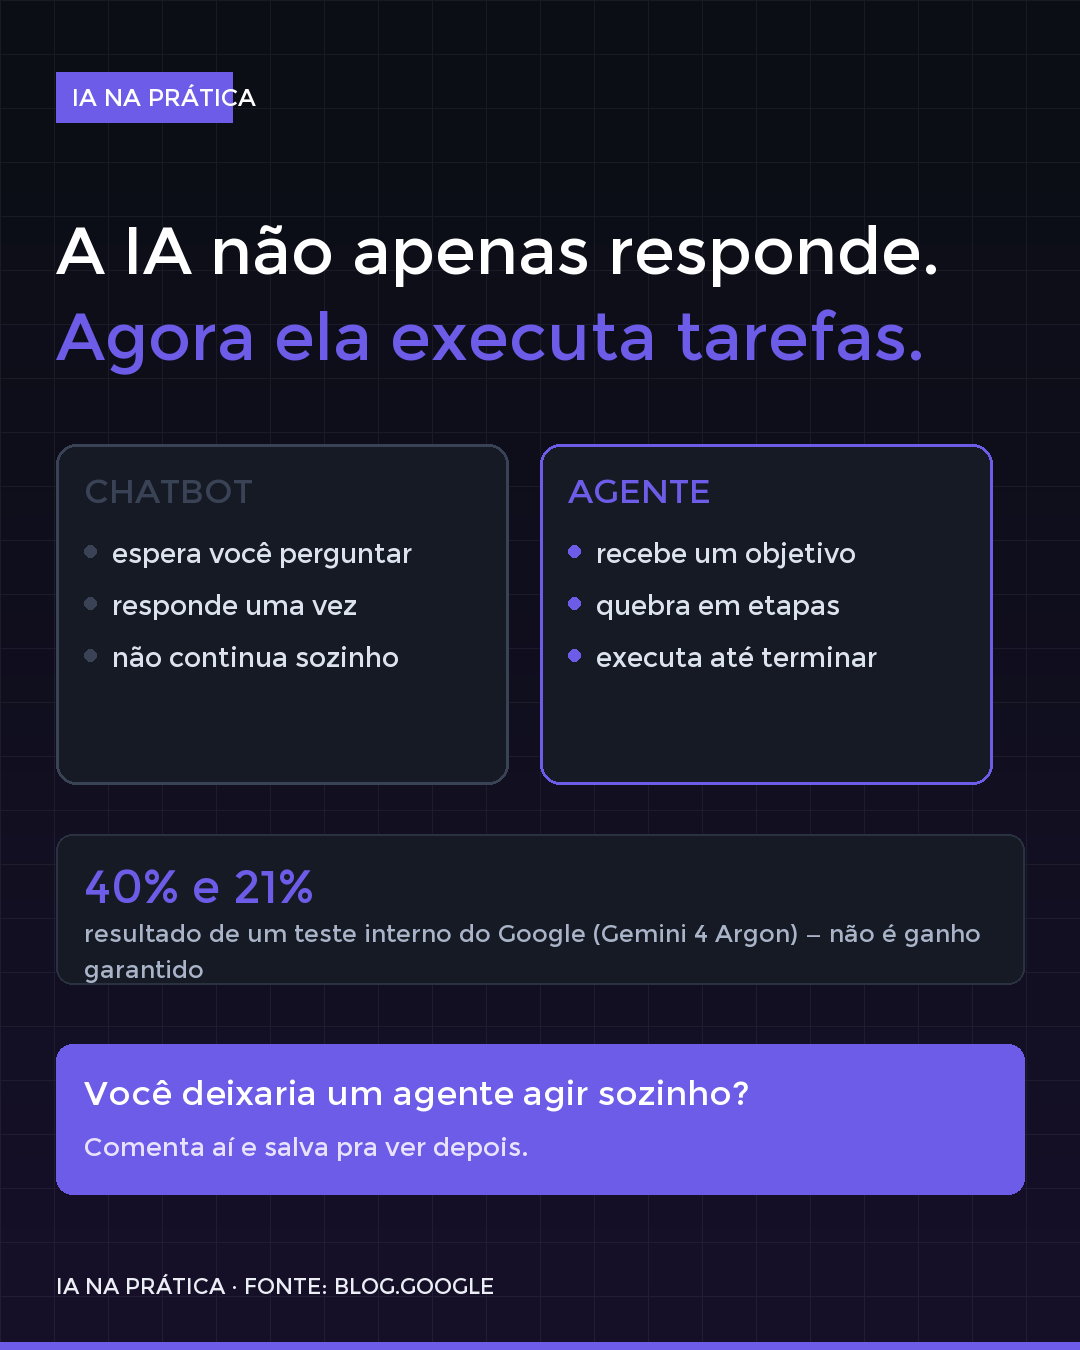 IA NA PRÁTICA
A IA não apenas responde.
Agora ela executa tarefas.
CHATBOT
espera você perguntar
responde uma vez
não continua sozinho
AGENTE
recebe um objetivo
quebra em etapas
executa até terminar
40% e 21%
resultado de um teste interno do Google (Gemini 4 Argon) – não é ganho
garantido
Você deixaria um agente agir sozinho?
Comenta aí e salva pra ver depois.
IA NA PRÁTICA · FONTE: BLOG.GOOGLE